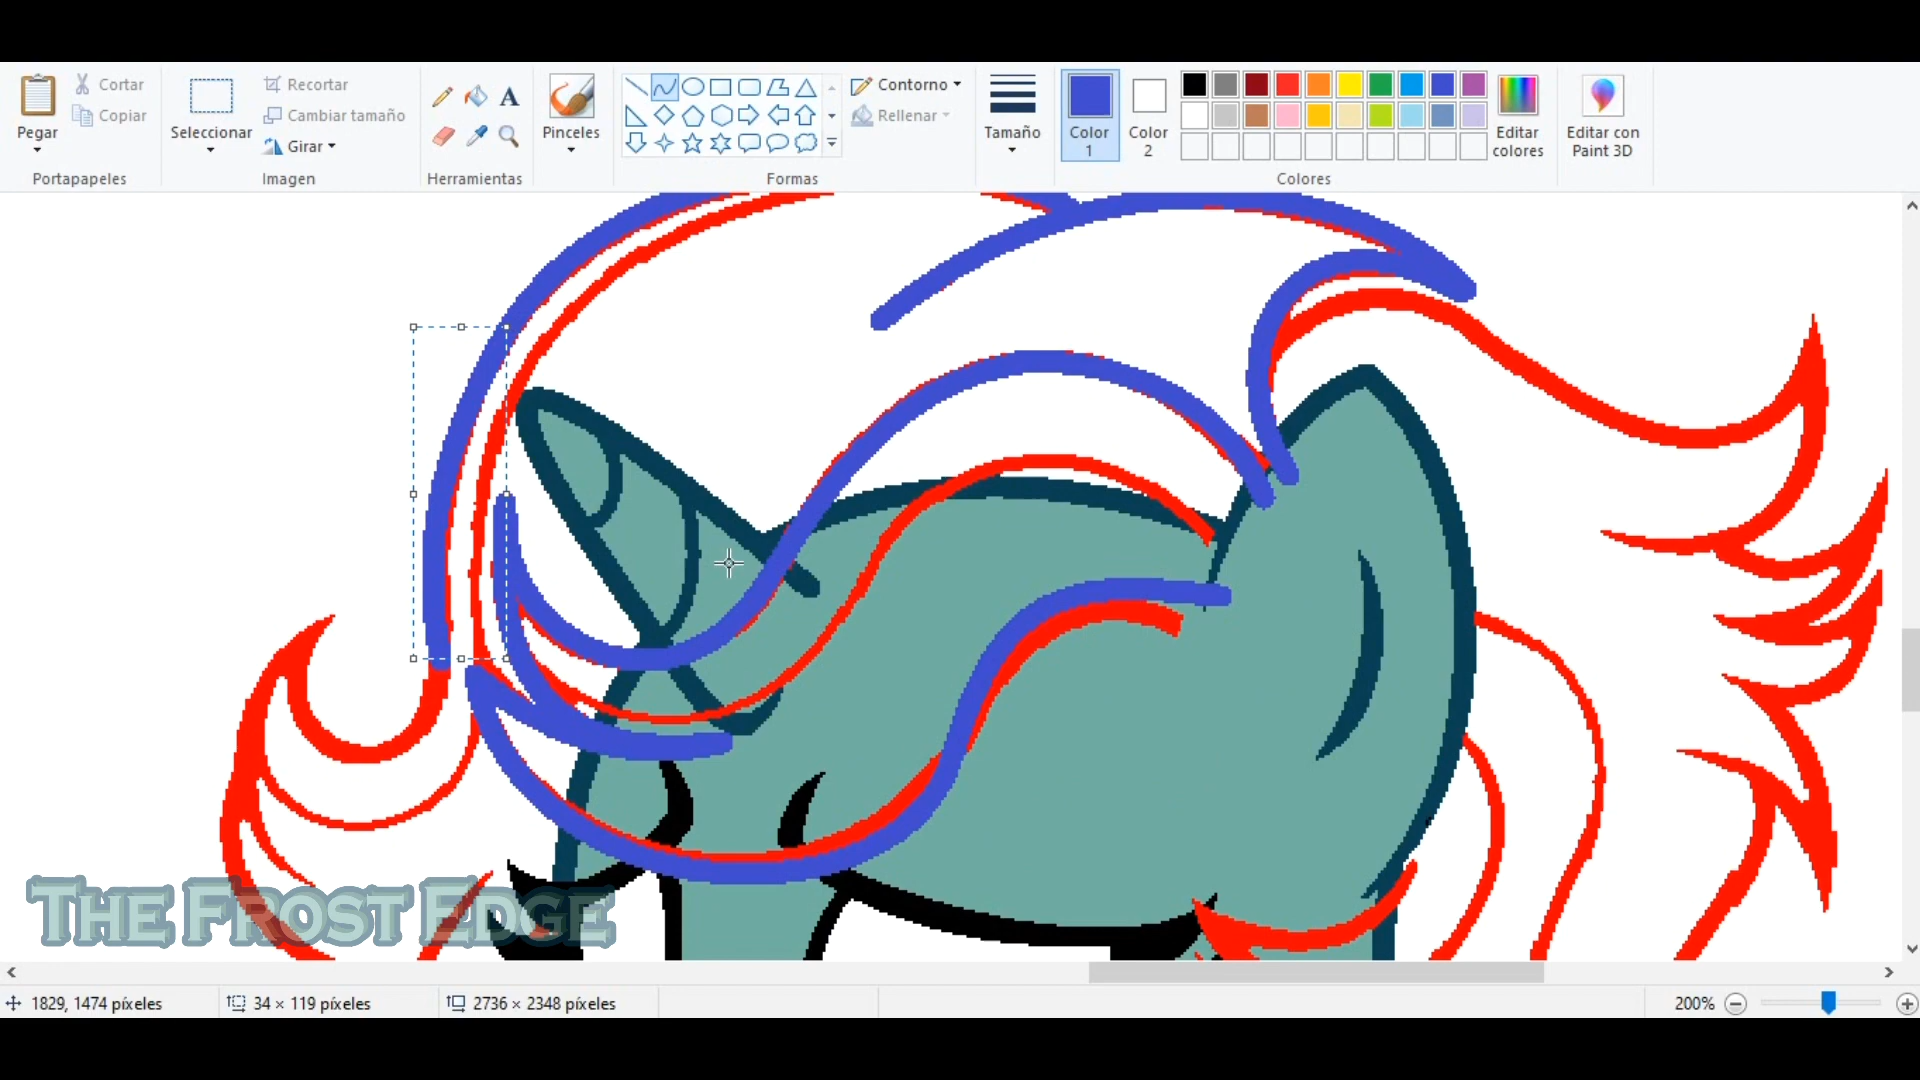 Pegar
Cortar
Copiar
Portapapeles
Seleccionar
Recortar
Cambiar tamaño
Girar
Imagen
A
Herramientas
Pinceles
Contorno
Rellenar
Formas
Tamaño
Color
1
Color
2
Colores
Editar
colores
Editar con
Paint 3D
THE FROST EDGE
1829, 1474 píxeles
34 × 119 píxeles
2736 × 2348 píxeles
200%